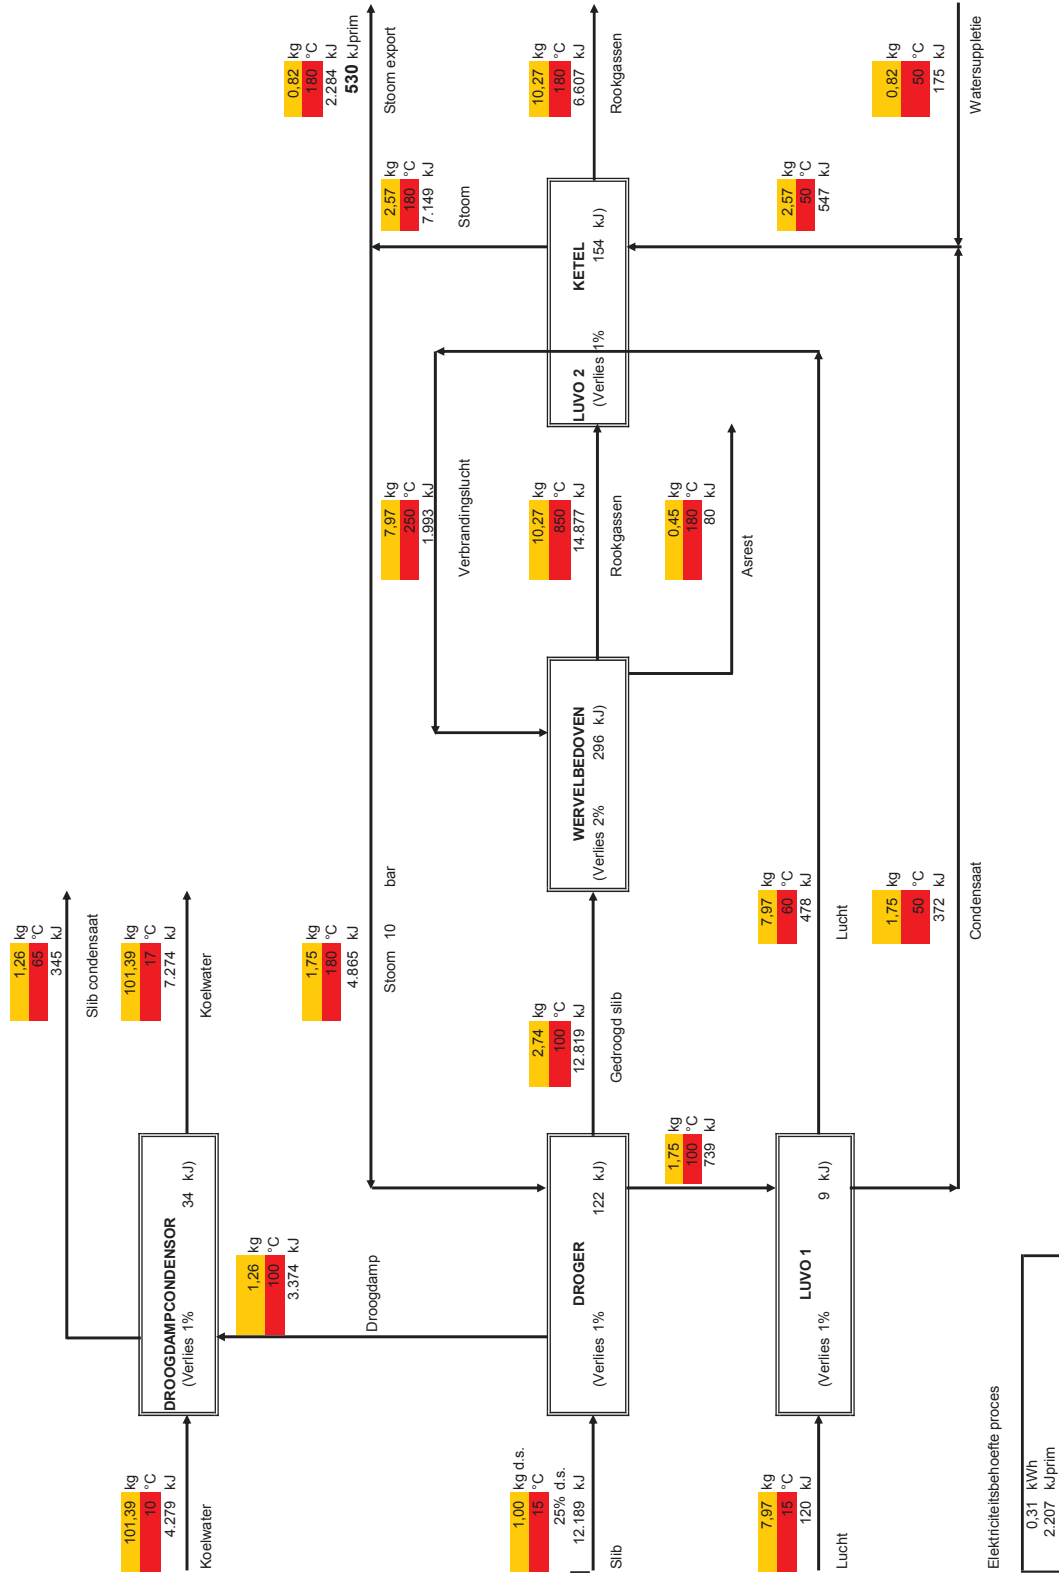 101,39 kg
10 °C
4.279 kJ
Koelwater
DROOGDAMPCONDENSOR
(Verlies 1% 34 kJ)
1,26 kg
65 °C
345 kJ
Slib condensaat
101,39 kg
17 °C
7.274 kJ
Koelwater
1,26 kg
100 °C
3.374 kJ
Droogdamp
1,75 kg
180 °C
4.865 kJ
Stoom 10 bar
0,82 kg
180 °C
2.284 kJ
530 kJprim
Stoom export
2,57 kg
180 °C
7.149 kJ
Stoom
7,97 kg
250 °C
1.993 kJ
Verbrandingslucht
1,00 kg d.s.
15 °C
25% d.s.
12.189 kJ
Slib
DROGER
(Verlies 1% 122 kJ)
2,74 kg
100 °C
12.819 kJ
Gedroogd slib
WERVELBEDOVEN
(Verlies 2% 296 kJ)
10,27 kg
850 °C
14.877 kJ
Rookgassen
LUVO 2 KETEL
(Verlies 1% 154 kJ)
10,27 kg
180 °C
6.607 kJ
Rookgassen
1,75 kg
100 °C
739 kJ
0,45 kg
180 °C
80 kJ
Asrest
2,57 kg
50 °C
547 kJ
7,97 kg
15 °C
120 kJ
Lucht
LUVO 1
(Verlies 1% 9 kJ)
7,97 kg
60 °C
478 kJ
Lucht
1,75 kg
50 °C
372 kJ
Condensaat
0,82 kg
50 °C
175 kJ
Watersuppletie
Elektriciteitsbehoefte proces
0,31 kWh
2.207 kJprim